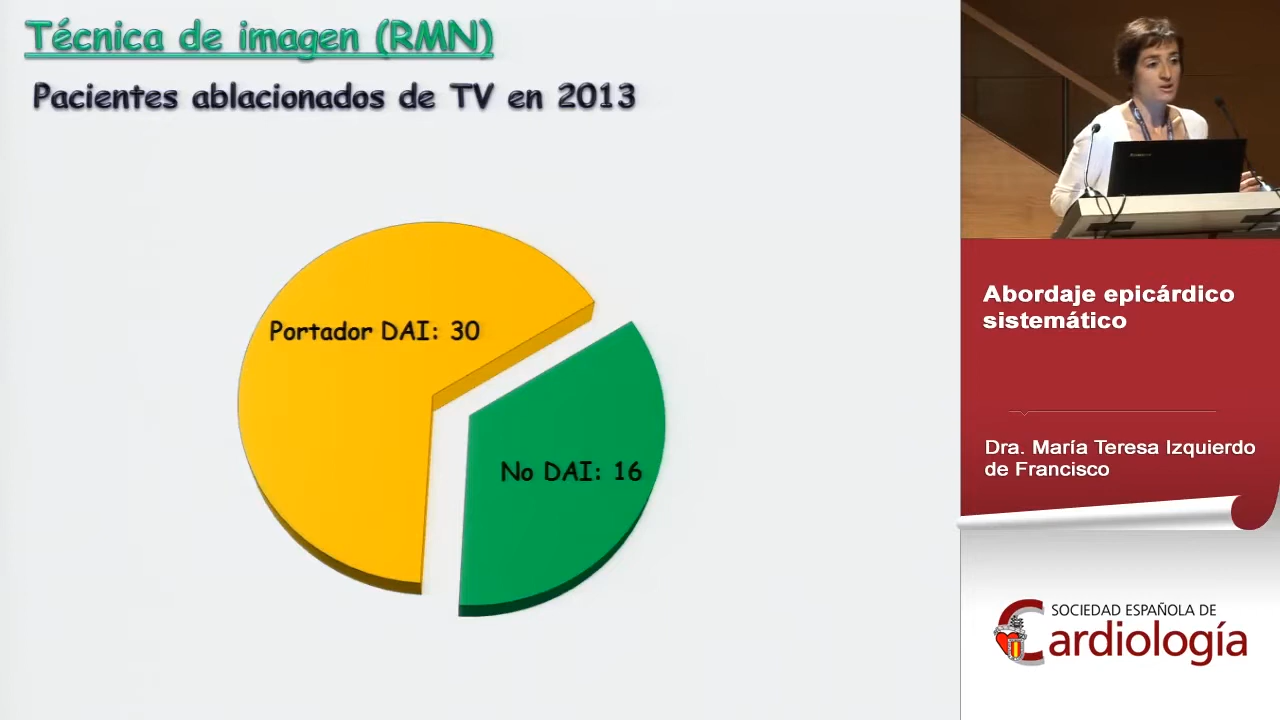 Técnica de imagen (RMN)
Pacientes ablacionados de TV en 2013
Portador DAI: 30
No DAI: 16
Abordaje epicárdico
sistemático
Dra. María Teresa Izquierdo
de Francisco
SOCIEDAD ESPAÑOLA DE
Cardiología